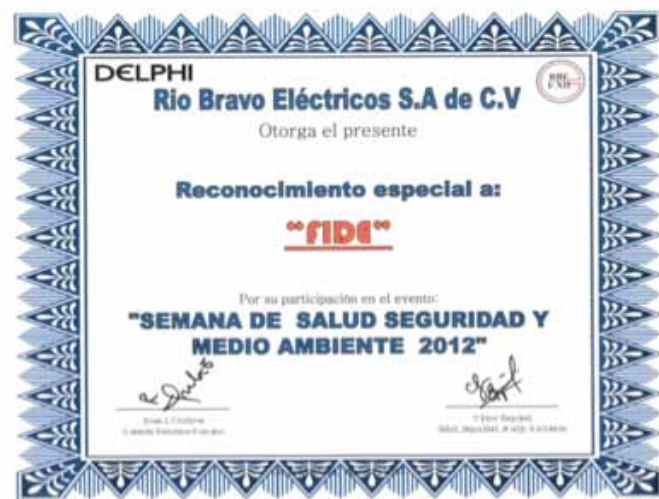 DELPHI
Rio Bravo Eléctricos S.A de C.V
Otorga el presente
Reconocimiento especial a:
"FIDE"
Por su participación en el evento:
"SEMANA DE SALUD SEGURIDAD Y
MEDIO AMBIENTE 2012"